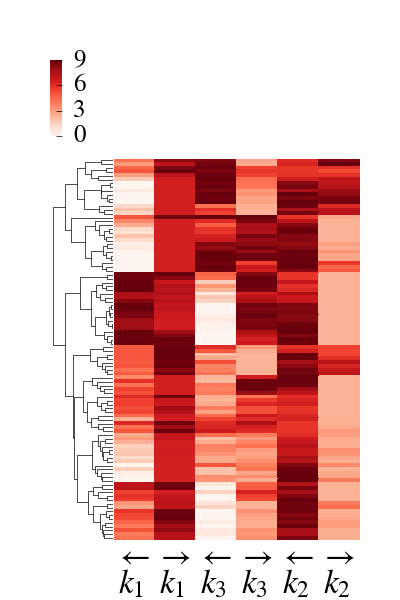 9
6
3
0
← → ← → ← →
k₁ k₁ k₃ k₃ k₂ k₂